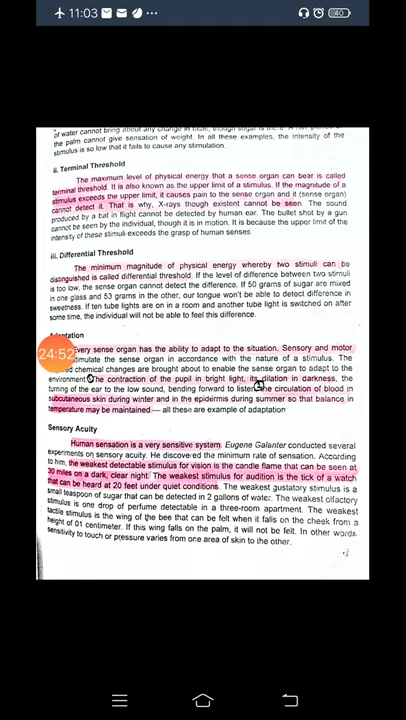 11:03
40
of water cannot bring about any change in taste, though sugar is there. A
the palm cannot give sensation of weight. In all these examples, the intensity of the
stimulus is so low that it fails to cause any stimulation.
ii. Terminal Threshold
The maximum level of physical energy that a sense organ can bear is called
terminal threshold. It is also known as the upper limit of a stimulus. If the magnitude of a
stimulus exceeds the upper limit, it causes pain to the sense organ and it (sense organ)
cannot detect it. That is why, X-rays though existent cannot be seen. The sound
produced by a bat in flight cannot be detected by human ear. The bullet shot by a gun
cannot be seen by the individual, though it is in motion. It is because the upper limit of the
intensity of these stimuli exceeds the grasp of human senses.
iii. Differential Threshold
The minimum magnitude of physical energy whereby two stimuli can be
distinguished is called differential threshold. If the level of difference between two stimuli
is too low, the sense organ cannot detect the difference. If 50 grams of sugar are mixed
in one glass and 53 grams in the other, our tongue won't be able to detect difference in
sweetness. If ten tube lights are on in a room and another tube light is switched on after
some time, the individual will not be able to feel this difference.
Adaptation
Every sense organ has the ability to adapt to the situation. Sensory and motor
stimulate the sense organ in accordance with the nature of a stimulus. The
chemical changes are brought about to enable the sense organ to adapt to the
24:52
environment. The contraction of the pupil in bright light, its dilation in darkness, the
turning of the ear to the low sound, bending forward to listen, the circulation of blood in
subcutaneous skin during winter and in the epidermis during summer so that balance in
temperature may be maintained — all these are example of adaptation
Sensory Acuity
Human sensation is a very sensitive system. Eugene Galanter conducted several
experiments on sensory acuity. He discovered the minimum rate of sensation. According
to him, the weakest detectable stimulus for vision is the candle flame that can be seen at
30 miles on a dark, clear night. The weakest stimulus for audition is the tick of a watch
that can be heard at 20 feet under quiet conditions. The weakest gustatory stimulus is a
small teaspoon of sugar that can be detected in 2 gallons of water. The weakest olfactory
stimulus is one drop of perfume detectable in a three-room apartment. The weakest
tactile stimulus is the wing of the bee that can be felt when it falls on the cheek from a
height of 01 centimeter. If this wing falls on the palm, it will not be felt. In other words
sensitivity to touch or pressure varies from one area of skin to the other.